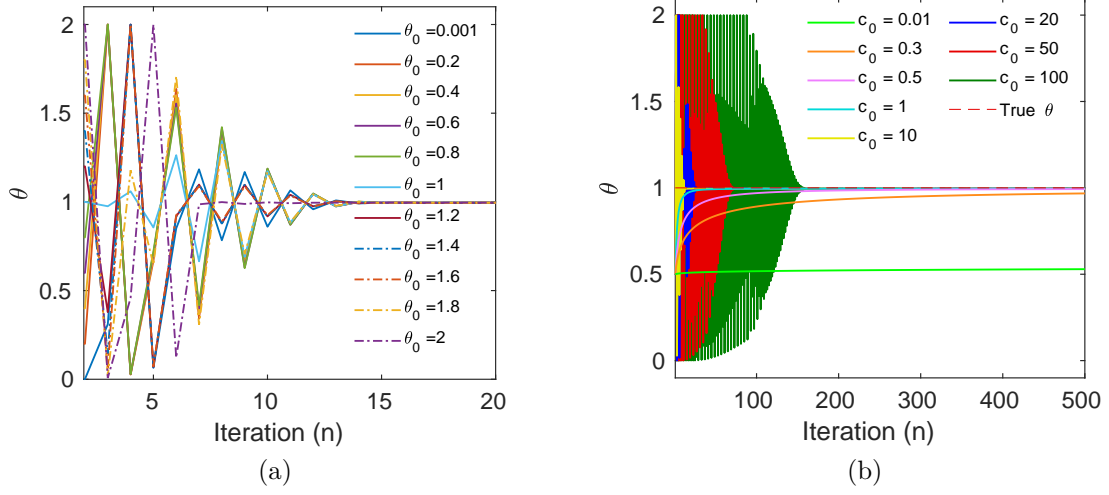 2
1.5
1
0.5
0
θ
5
10
15
20
Iteration (n)
θ0 =0.001
θ0 =0.2
θ0 =0.4
θ0 =0.6
θ0 =0.8
θ0 =1
θ0 =1.2
θ0 =1.4
θ0 =1.6
θ0 =1.8
θ0 =2
(a)
2
1.5
1
0.5
0
θ
100
200
300
400
500
Iteration (n)
c0 = 0.01
c0 = 0.3
c0 = 0.5
c0 = 1
c0 = 10
c0 = 20
c0 = 50
c0 = 100
True θ
(b)